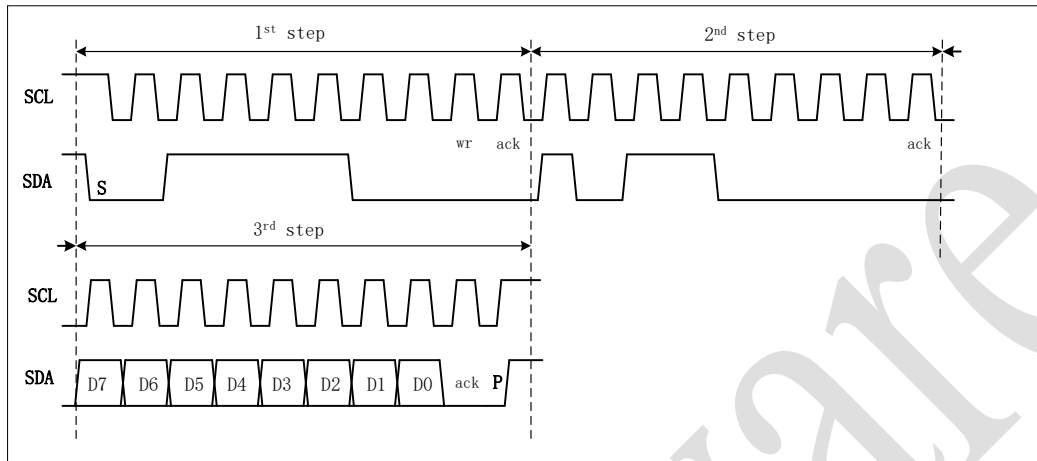 1st step 2nd step
SCL
wr ack ack
SDA S
3rd step
SCL
SDA D7 D6 D5 D4 D3 D2 D1 D0 ack P
are